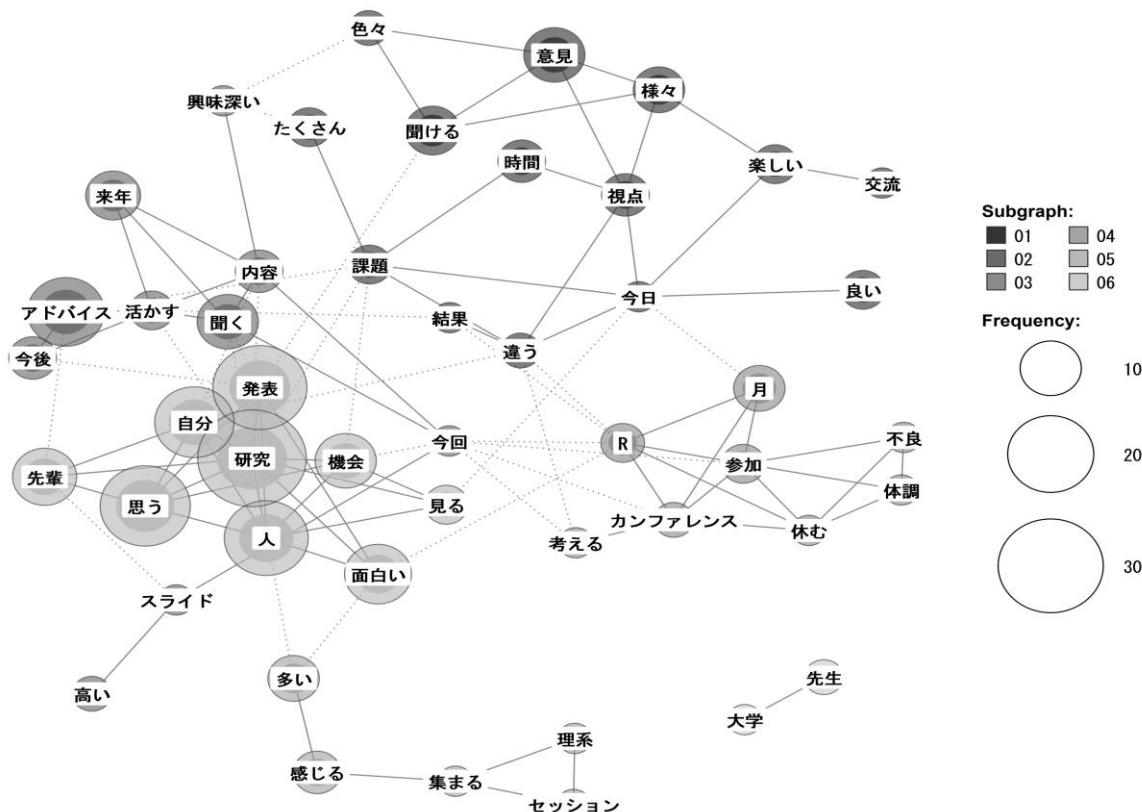 色々
意見
様々
興味深い
たくさん
聞ける
時間
楽しい
交流
視点
来年
内容
課題
今日
良い
アドバイス
活かす
聞く
結果
違う
今後
発表
月
自分
今回
R
不良
先輩
研究
機会
参加
体調
思う
見る
カンファレンス
休む
人
考える
面白い
スライド
多い
先生
高い
大学
理系
感じる
集まる
セッション
Subgraph:
01
04
02
05
03
06
Frequency:
10
20
30